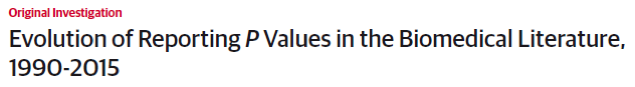 Original Investigation
Evolution of Reporting P Values in the Biomedical Literature,
1990-2015